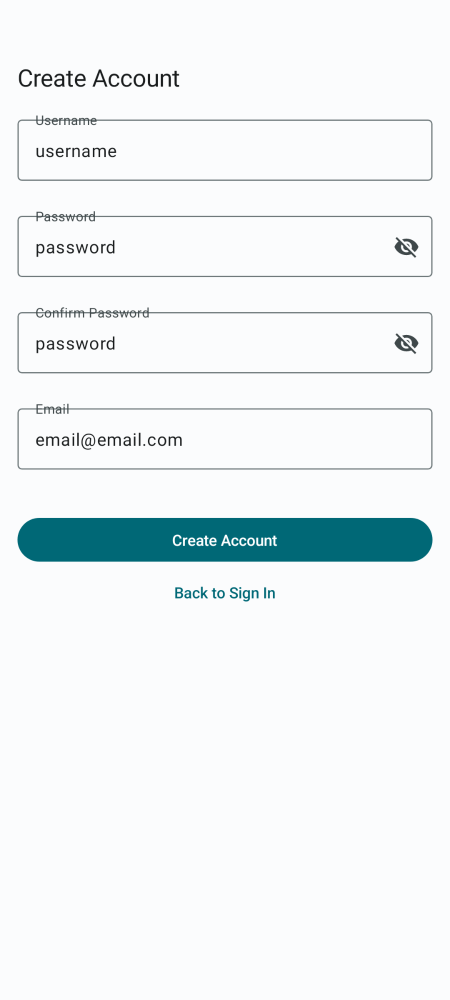 Create Account
Username
username
Password
password
Confirm Password
password
Email
email@email.com
Create Account
Back to Sign In